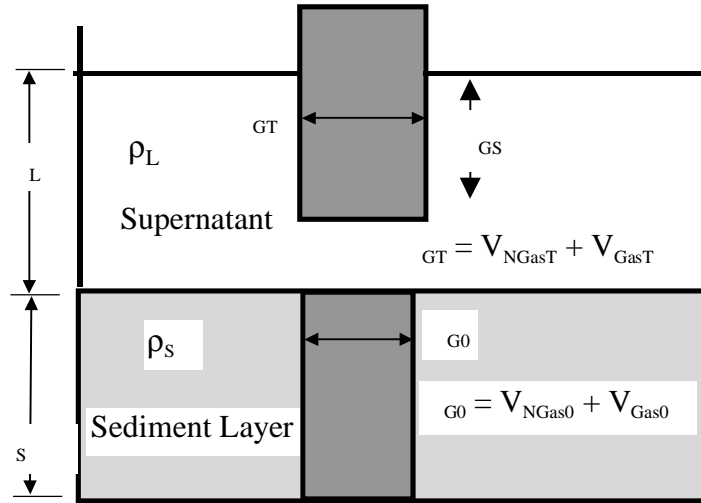 GT
ρL
GS
L
Supernatant
GT = VNGasT + VGasT
ρS
G0
G0 = VNGas0 + VGas0
Sediment Layer
S